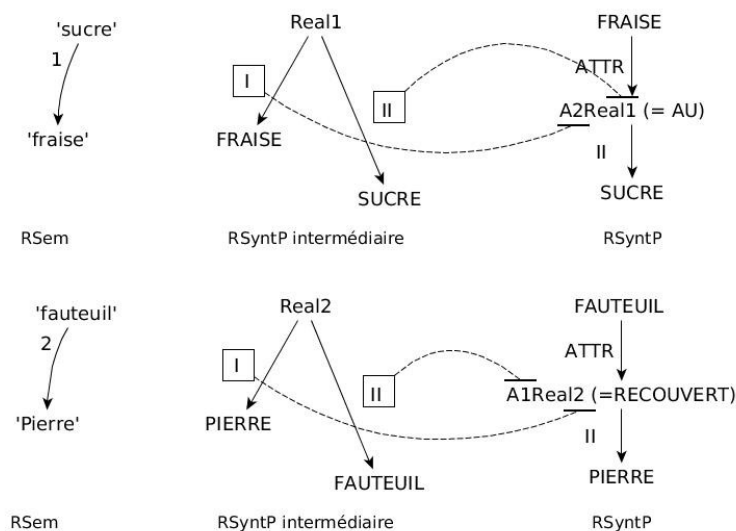 'sucre'
1
'fraise'
RSem
Real1
I
II
FRAISE
SUCRE
RSyntP intermédiaire
FRAISE
ATTR
A2Real1 (= AU)
II
SUCRE
RSyntP
'fauteuil'
2
'Pierre'
RSem
Real2
I
II
PIERRE
FAUTEUIL
RSyntP intermédiaire
FAUTEUIL
ATTR
A1Real2 (=RECOUVERT)
II
PIERRE
RSyntP